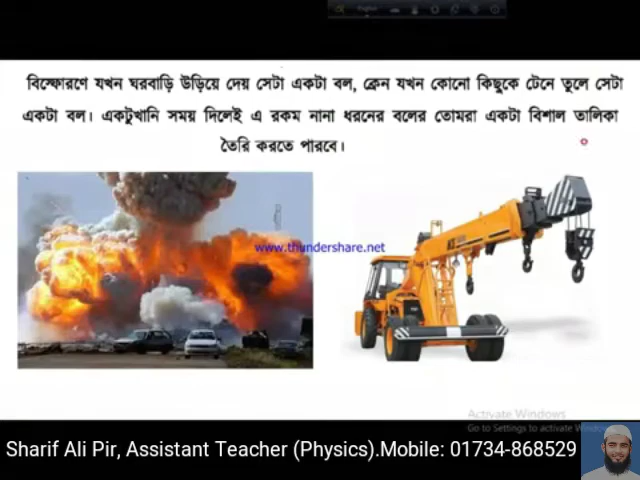 বিস্ফোরণে যখন ঘরবাড়ি উড়িয়ে দেয় সেটা একটা বল, ক্রেন যখন কোনো কিছুকে টেনে তুলে সেটা
একটা বল। একটুখানি সময় দিলেই এ রকম নানা ধরনের বলের তোমরা একটা বিশাল তালিকা
তৈরি করতে পারবে।
www.thundershare.net
Activate Windows
Go to Settings to activate Windows
Sharif Ali Pir, Assistant Teacher (Physics).Mobile: 01734-868529